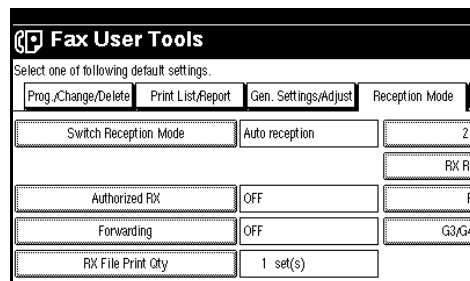 Fax User Tools
Select one of following default settings.
Prog./Change/Delete Print List/Report Gen. Settings/Adjust Reception Mode
Switch Reception Mode Auto reception 2
RX R
Authorized RX OFF
Forwarding OFF G3/G4
RX File Print Qty 1 set(s)